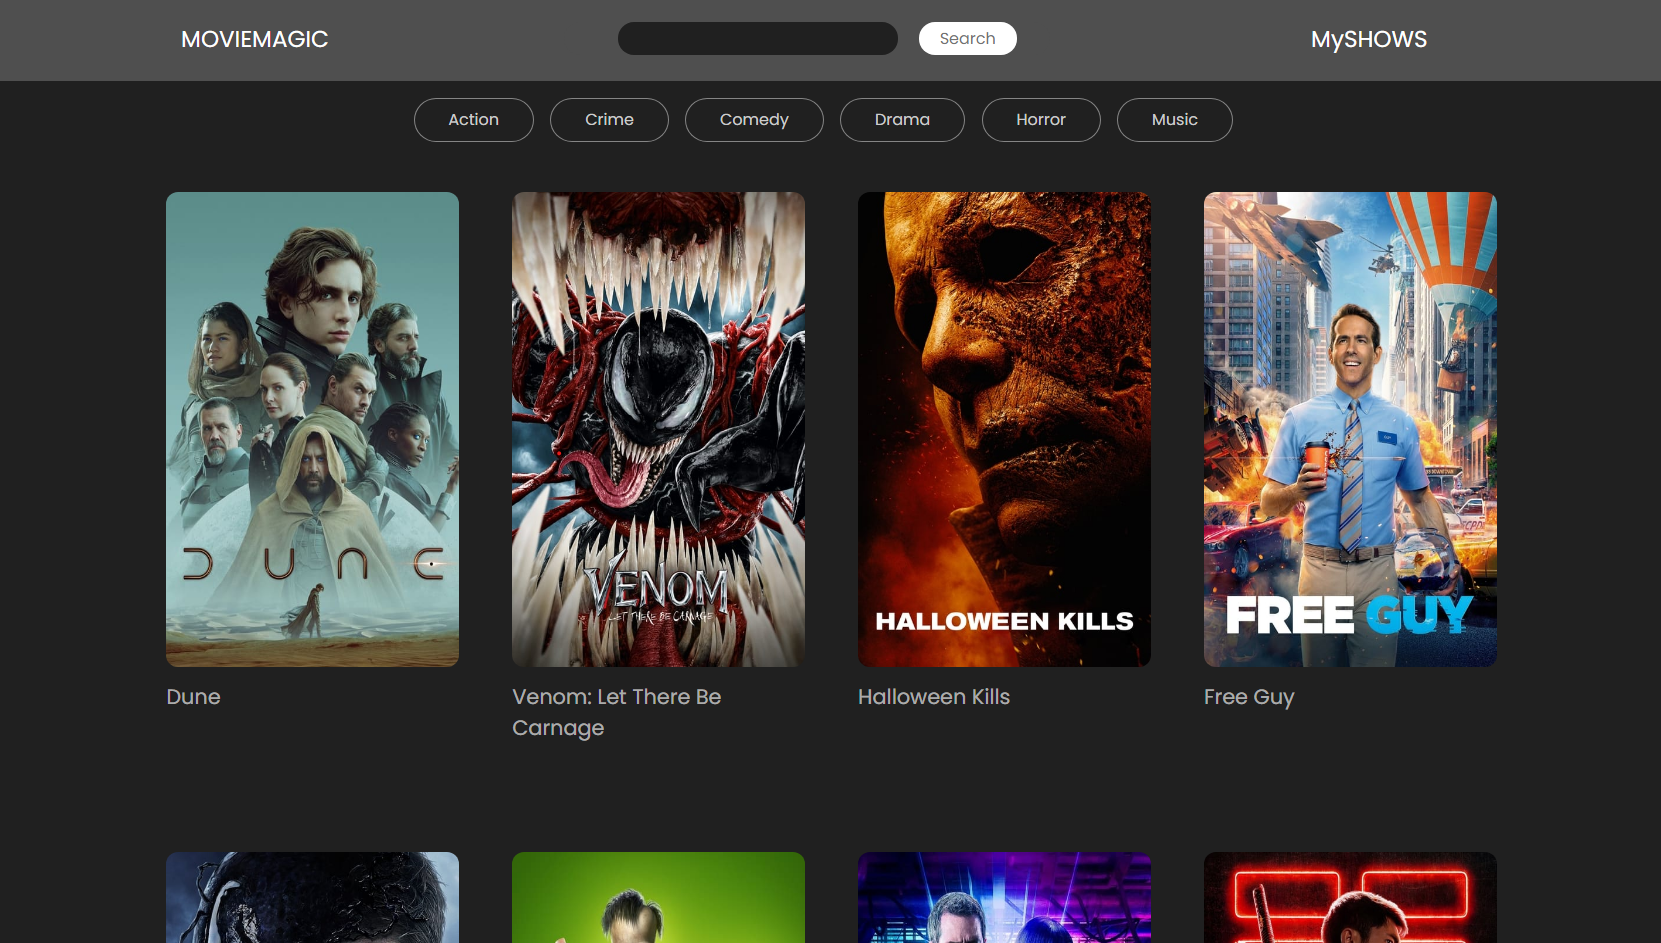 MOVIEMAGIC
Search
MySHOWS
Action
Crime
Comedy
Drama
Horror
Music
DUNE
VENOM
LET THERE BE CARNAGE
HALLOWEEN KILLS
FREE GUY
Dune
Venom: Let There Be
Carnage
Halloween Kills
Free Guy